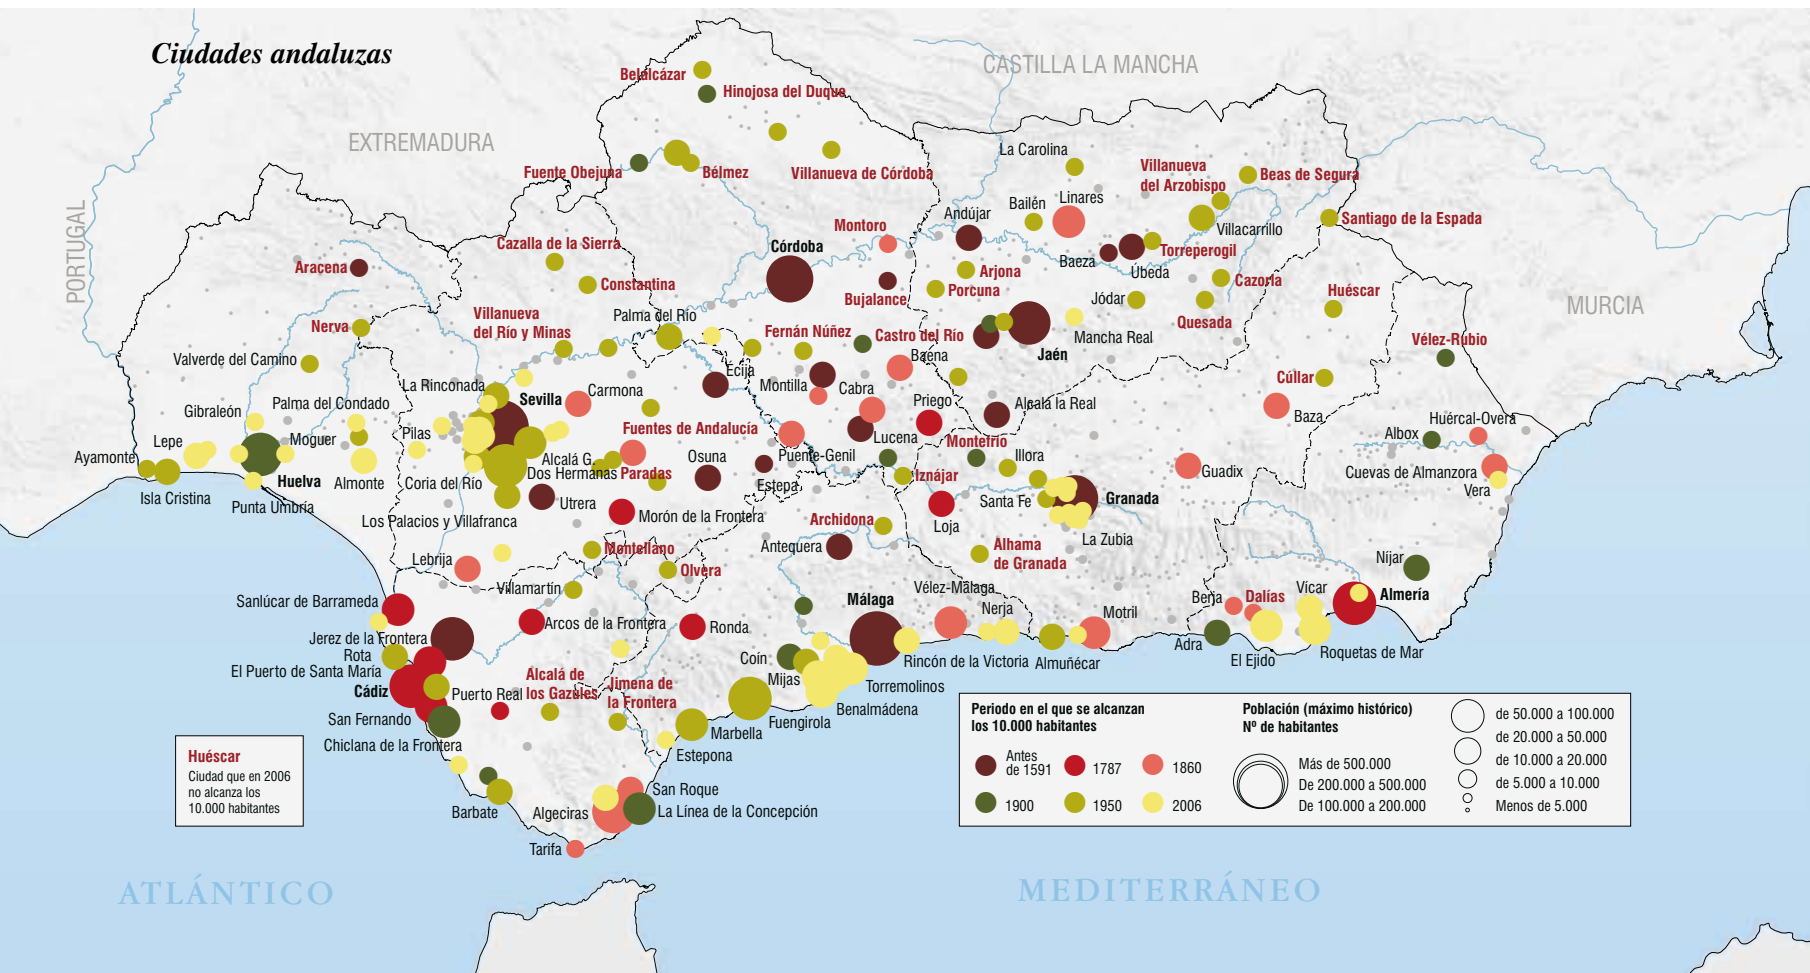 Ciudades andaluzas
CASTILLA LA MANCHA
EXTREMADURA
PORTUGAL
MURCIA
Belalcázar
Hinojosa del Duque
Fuente Obejuna
Bélmez
Villanueva de Córdoba
La Carolina
Villanueva
del Arzobispo
Beas de Segura
Santiago de la Espada
Montoro
Andújar
Bailén
Linares
Villacarrillo
Torreperogil
Baeza
Ubeda
Cazalla de la Sierra
Córdoba
Aracena
Constantina
Bujalance
Arjona
Porcuna
Jódar
Cazorla
Quesada
Huéscar
Nerva
Villanueva
del Río y Minas
Palma del Río
Fernán Núñez
Castro del Río
Jaén
Mancha Real
Vélez-Rubio
Valverde del Camino
Baena
La Rinconada
Sevilla
Carmona
Écija
Montilla
Cabra
Priego
Alcalá la Real
Cúllar
Baza
Gibraleón
Palma del Condado
Huércal-Overa
Albox
Lepe
Moguer
Pilas
Fuentes de Andalucía
Lucena
Montefrío
Ayamonte
Alcalá G.
Osuna
Puente-Genil
Illora
Guadix
Cuevas de Almanzora
Vera
Isla Cristina
Huelva
Punta Umbría
Almonte
Coria del Río
Dos Hermanas
Paradas
Estepa
Iznájar
Santa Fe
Granada
Utrera
Los Palacios y Villafranca
Morón de la Frontera
Archidona
Loja
La Zubia
Lebrija
Montellano
Antequera
Alhama
de Granada
Níjar
Olvera
Villamartín
Vélez-Málaga
Nerja
Motril
Berja
Dalías
Vícar
Almería
Sanlúcar de Barrameda
Málaga
Arcos de la Frontera
Ronda
Jerez de la Frontera
Rota
El Puerto de Santa María
Coín
Rincón de la Victoria
Almuñécar
Adra
El Ejido
Roquetas de Mar
Cádiz
Puerto Real
Alcalá de
los Gazules
Jimena de
la Frontera
Mijas
Torremolinos
Benalmádena
San Fernando
Fuengirola
Marbella
Chiclana de la Frontera
Estepona
San Roque
Barbate
Algeciras
La Línea de la Concepción
Tarifa
ATLÁNTICO
MEDITERRÁNEO
Huéscar
Ciudad que en 2006
no alcanza los
10.000 habitantes
Periodo en el que se alcanzan
los 10.000 habitantes
Antes
de 1591
1787
1860
1900
1950
2006
Población (máximo histórico)
Nº de habitantes
Más de 500.000
De 200.000 a 500.000
De 100.000 a 200.000
de 50.000 a 100.000
de 20.000 a 50.000
de 10.000 a 20.000
de 5.000 a 10.000
Menos de 5.000